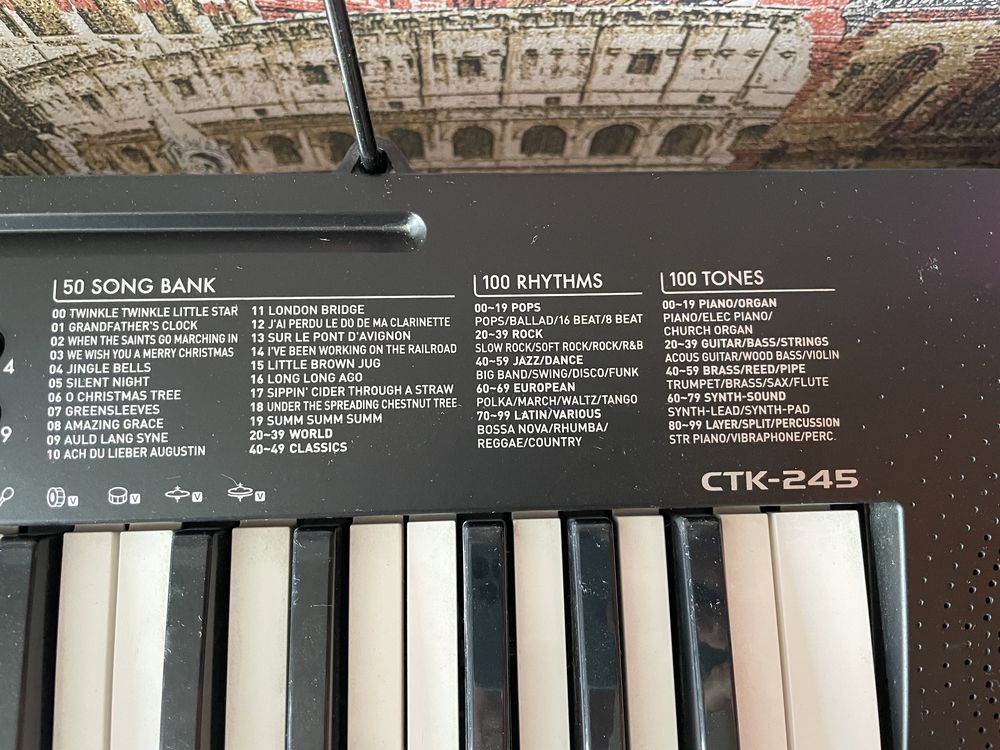 50 SONG BANK
00 TWINKLE TWINKLE LITTLE STAR
01 GRANDFATHER'S CLOCK
02 WHEN THE SAINTS GO MARCHING IN
03 WE WISH YOU A MERRY CHRISTMAS
04 JINGLE BELLS
05 SILENT NIGHT
06 O CHRISTMAS TREE
07 GREENSLEEVES
08 AMAZING GRACE
09 AULD LANG SYNE
10 ACH DU LIEBER AUGUSTIN
11 LONDON BRIDGE
12 J'AI PERDU LE DO DE MA CLARINETTE
13 SUR LE PONT D'AVIGNON
14 I'VE BEEN WORKING ON THE RAILROAD
15 LITTLE BROWN JUG
16 LONG LONG AGO
17 SIPPIN' CIDER THROUGH A STRAW
18 UNDER THE SPREADING CHESTNUT TREE
19 SUMM SUMM SUMM
20~39 WORLD
40~49 CLASSICS
100 RHYTHMS
00~19 POPS
POPS/BALLAD/16 BEAT/8 BEAT
20~39 ROCK
SLOW ROCK/SOFT ROCK/ROCK/R&B
40~59 JAZZ/DANCE
BIG BAND/SWING/DISCO/FUNK
60~69 EUROPEAN
POLKA/MARCH/WALTZ/TANGO
70~99 LATIN/VARIOUS
BOSSA NOVA/RHUMBA/
REGGAE/COUNTRY
100 TONES
00~19 PIANO/ORGAN
PIANO/ELEC PIANO/
CHURCH ORGAN
20~39 GUITAR/BASS/STRINGS
ACOUS GUITAR/WOOD BASS/VIOLIN
40~59 BRASS/REED/PIPE
TRUMPET/BRASS/SAX/FLUTE
60~79 SYNTH-SOUND
SYNTH-LEAD/SYNTH-PAD
80~99 LAYER/SPLIT/PERCUSSION
STR PIANO/VIBRAPHONE/PERC.
4
9
CTK-245
V V V V